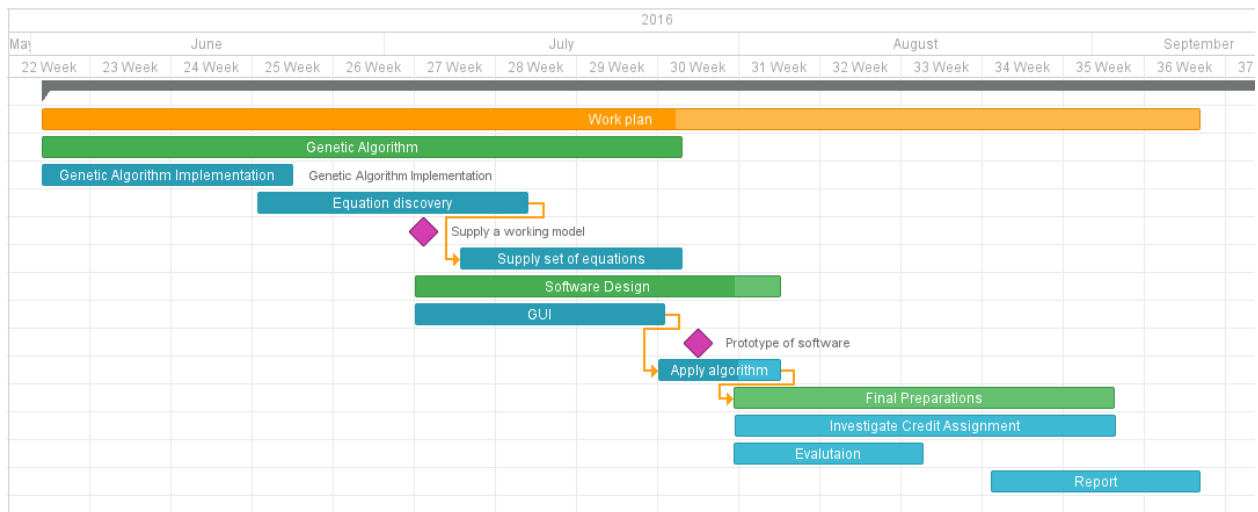 2016
May June July August September
22 Week 23 Week 24 Week 25 Week 26 Week 27 Week 28 Week 29 Week 30 Week 31 Week 32 Week 33 Week 34 Week 35 Week 36 Week 37
Work plan
Genetic Algorithm
Genetic Algorithm Implementation Genetic Algorithm Implementation
Equation discovery
Supply a working model
Supply set of equations
Software Design
GUI
Prototype of software
Apply algorithm
Final Preparations
Investigate Credit Assignment
Evalutaion
Report